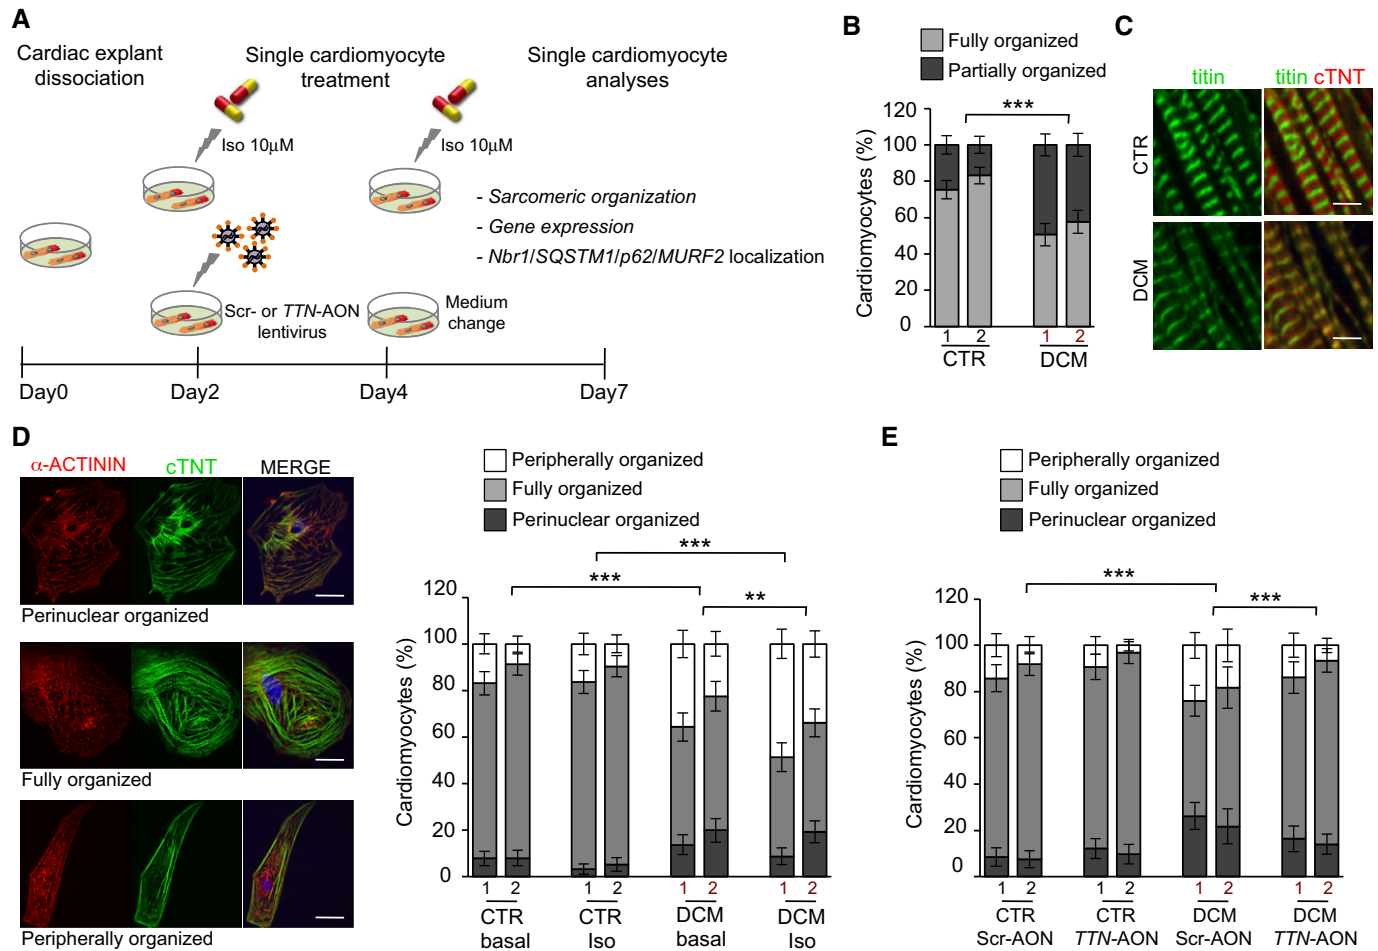 A
Cardiac explant
dissociation
Single cardiomyocyte
treatment
Single cardiomyocyte
analyses
Iso 10μM
Iso 10μM
- Sarcomeric organization
- Gene expression
- Nbr1/SQSTM1/p62/MURF2 localization
Scr- or TTN-AON
lentivirus
Medium
change
Day0
Day2
Day4
Day7
B
Fully organized
Partially organized
***
Cardiomyocytes (%)
120
100
80
60
40
20
0
1 2 1 2
CTR DCM
C
titin
titin cTNT
CTR
DCM
D
α-ACTININ cTNT MERGE
Perinuclear organized
Fully organized
Peripherally organized
Peripherally organized
Fully organized
Perinuclear organized
***
***
**
Cardiomyocytes (%)
120
100
80
60
40
20
0
1 2 1 2 1 2 1 2
CTR CTR DCM DCM
basal Iso basal Iso
E
Peripherally organized
Fully organized
Perinuclear organized
***
***
Cardiomyocytes (%)
120
100
80
60
40
20
0
1 2 1 2 1 2 1 2
CTR CTR DCM DCM
Scr-AON TTN-AON Scr-AON TTN-AON